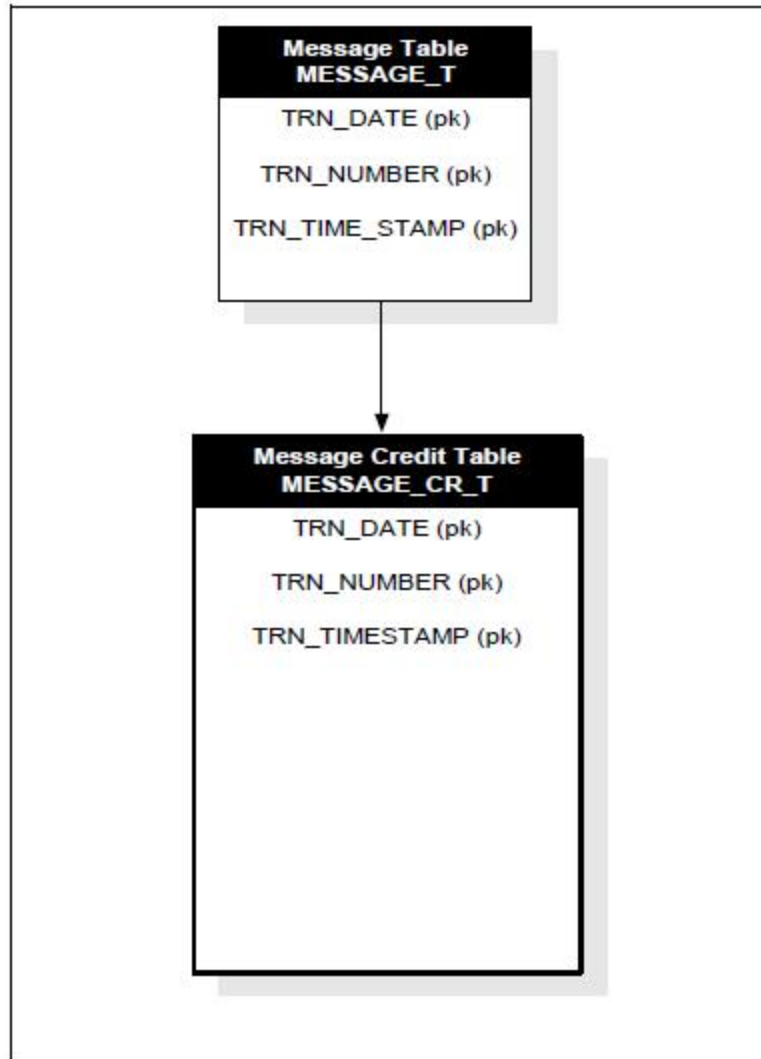 Message Table
MESSAGE_T
TRN_DATE (pk)
TRN_NUMBER (pk)
TRN_TIME_STAMP (pk)
Message Credit Table
MESSAGE_CR_T
TRN_DATE (pk)
TRN_NUMBER (pk)
TRN_TIMESTAMP (pk)